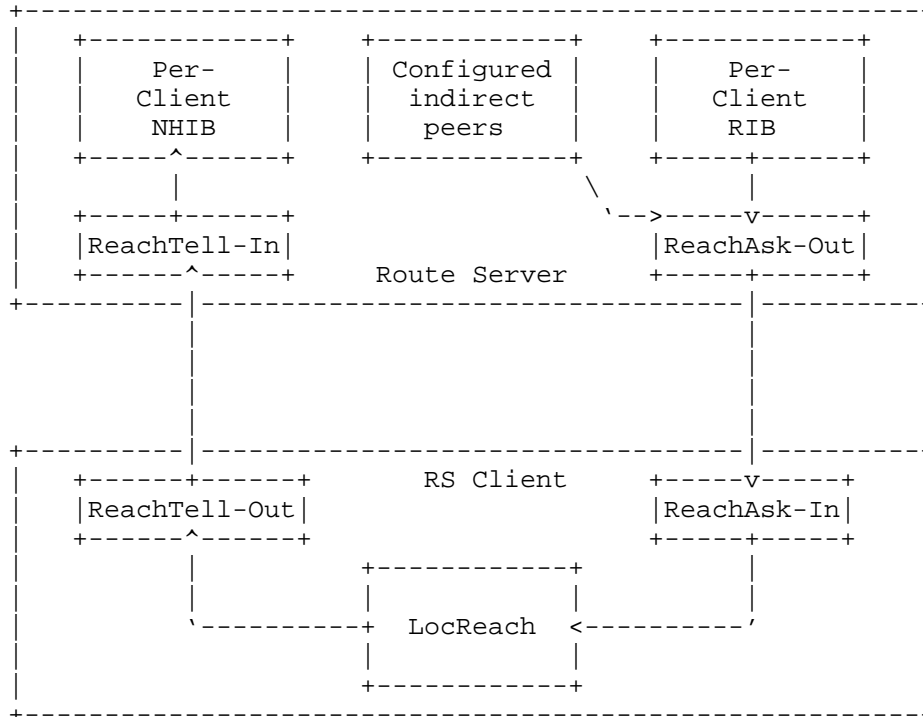 Per-    Configured    Per-
Client    indirect    Client
NHIB    peers    RIB
ReachTell-In    ReachAsk-Out
Route Server
RS Client
ReachTell-Out    ReachAsk-In
LocReach